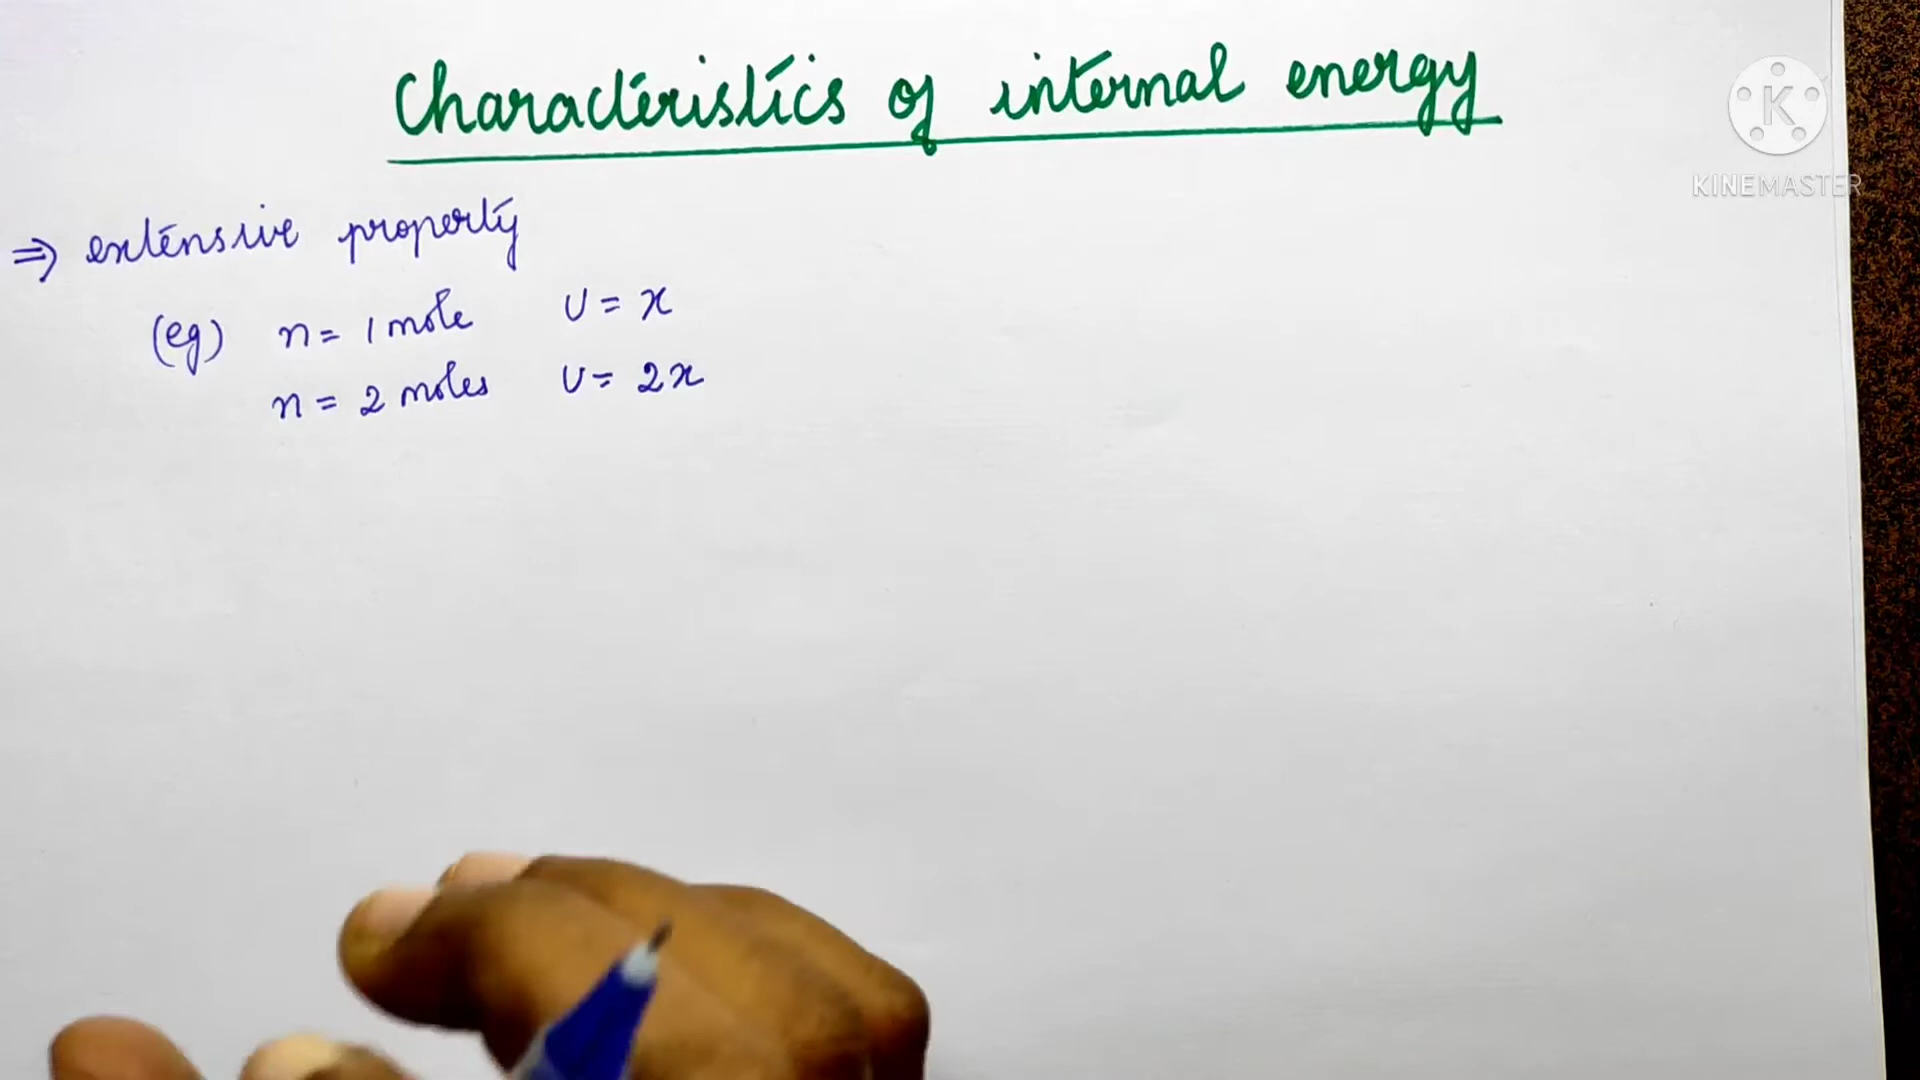 Characteristics of internal energy
KINEMASTER
⇒ extensive property
(eg) n = 1 mole U = x
n = 2 moles U = 2x